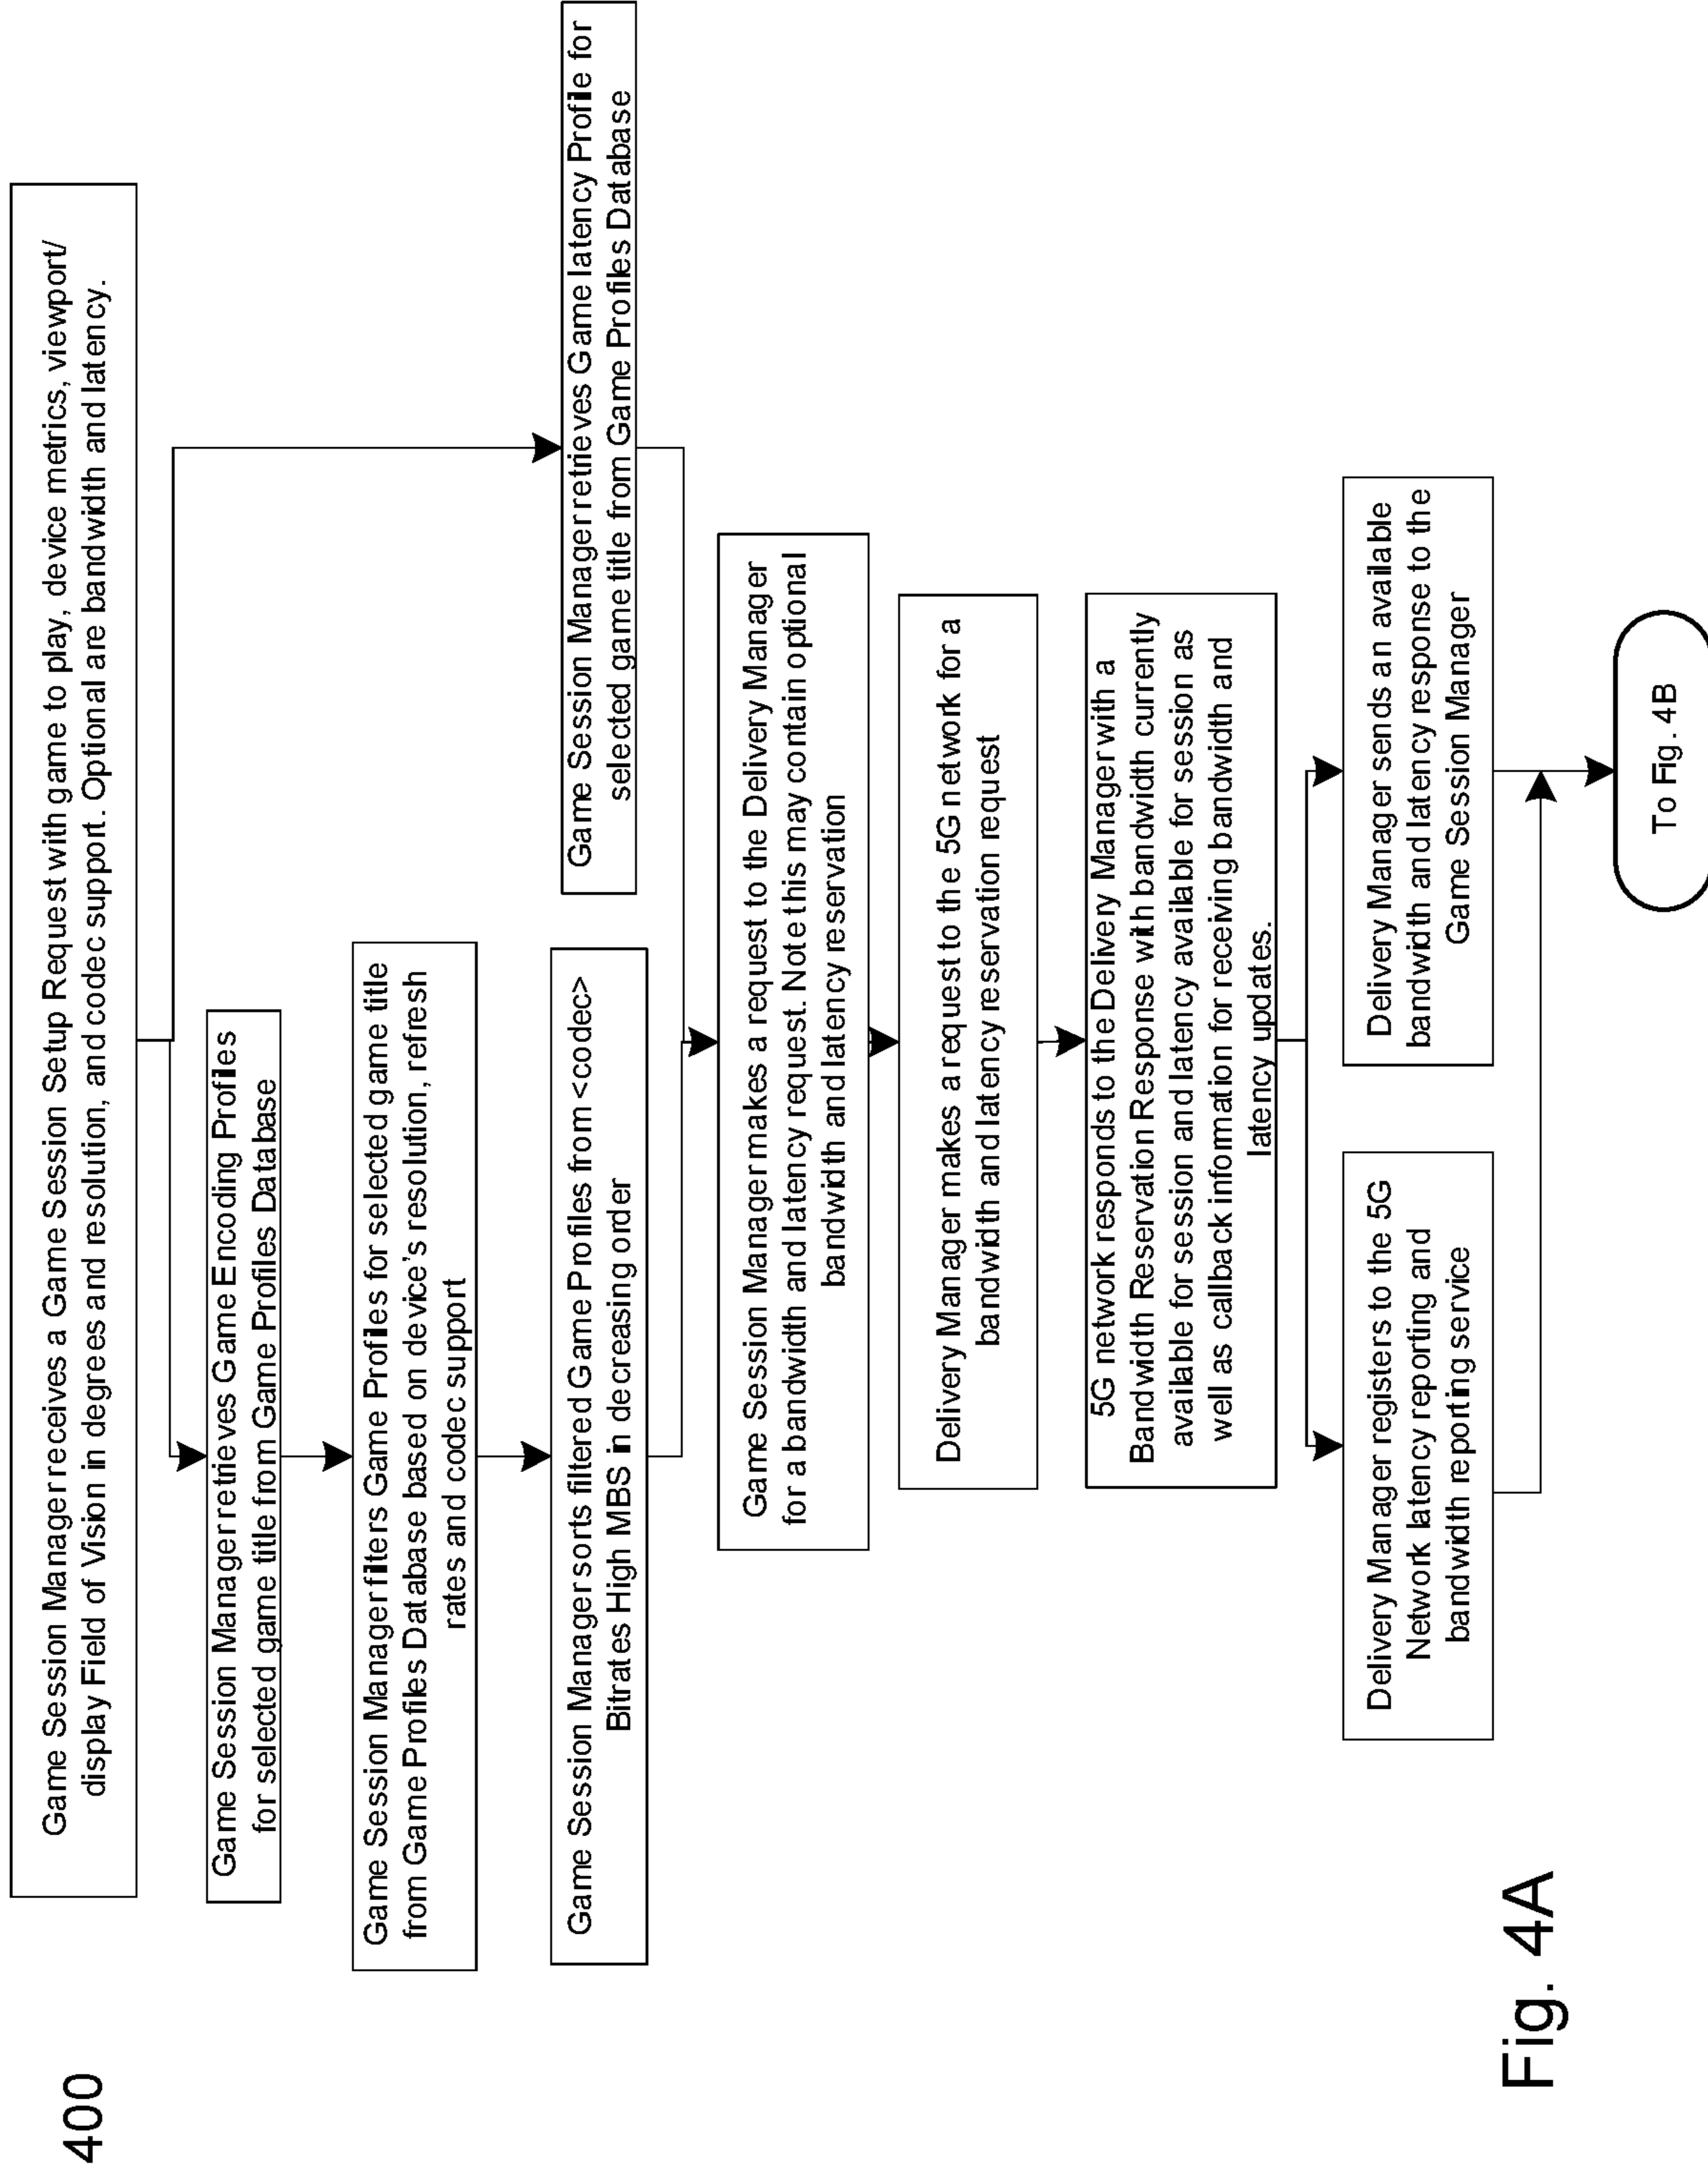 400
Game Session Manager receives a Game Session Setup Request with game to play, device metrics, viewport/
display Field of Vision in degrees and resolution, and codec support. Optional are bandwidth and latency.
Game Session Manager retrieves Game Encoding Profiles
for selected game title from Game Profiles Database
Game Session Manager filters Game Profiles for selected game title
from Game Profiles Database based on device's resolution, refresh
rates and codec support
Game Session Manager sorts filtered Game Profiles from <codec>
Bitrates High MBS in decreasing order
Game Session Manager retrieves Game latency Profile for
selected game title from Game Profiles Database
Game Session Manager makes a request to the Delivery Manager
for a bandwidth and latency request. Note this may contain optional
bandwidth and latency reservation
Delivery Manager makes a request to the 5G network for a
bandwidth and latency reservation request
5G network responds to the Delivery Manager with a
Bandwidth Reservation Response with bandwidth currently
available for session and latency available for session as
well as callback information for receiving bandwidth and
latency updates.
Delivery Manager registers to the 5G
Network latency reporting and
bandwidth reporting service
Delivery Manager sends an available
bandwidth and latency response to the
Game Session Manager
To Fig. 4B
Fig. 4A